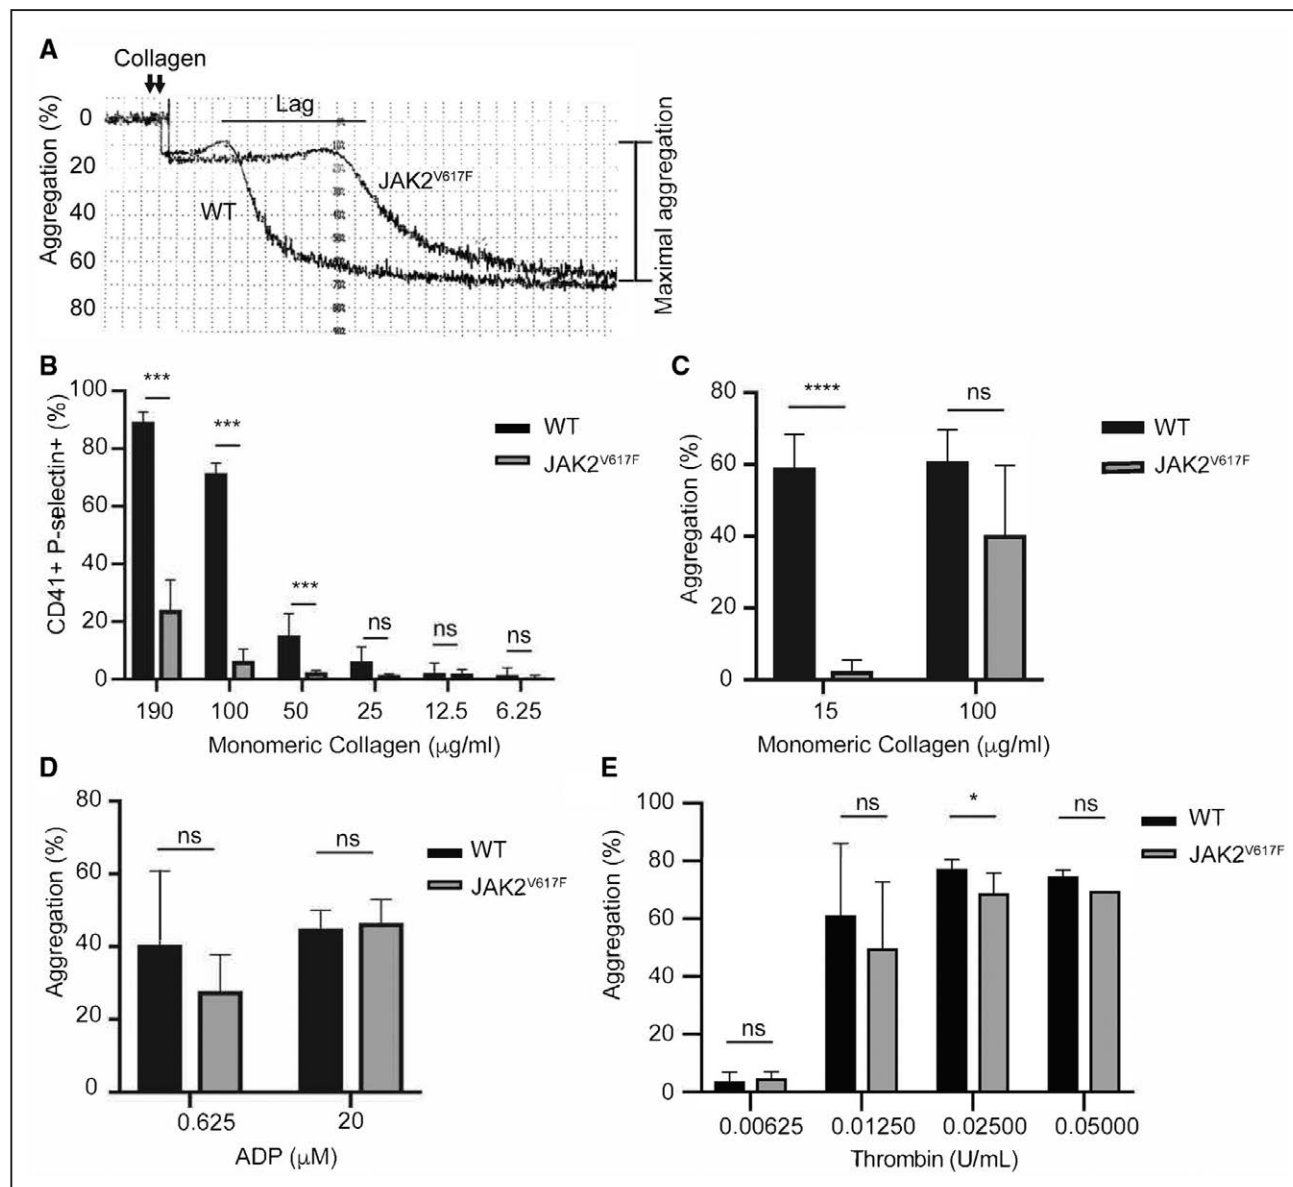 A
Collagen
Aggregation (%)
0
20
40
60
80
Lag
WT
JAK2V617F
Maximal aggregation
B
CD41+ P-selectin+ (%)
100
80
60
40
20
0
***
***
***
ns
ns
ns
WT
JAK2V617F
190 100 50 25 12.5 6.25
Monomeric Collagen (μg/ml)
C
Aggregation (%)
80
60
40
20
0
****
ns
WT
JAK2V617F
15 100
Monomeric Collagen (μg/ml)
D
Aggregation (%)
80
60
40
20
0
ns
ns
WT
JAK2V617F
0.625 20
ADP (μM)
E
Aggregation (%)
100
80
60
40
20
0
ns
ns
*
ns
WT
JAK2V617F
0.00625 0.01250 0.02500 0.05000
Thrombin (U/mL)